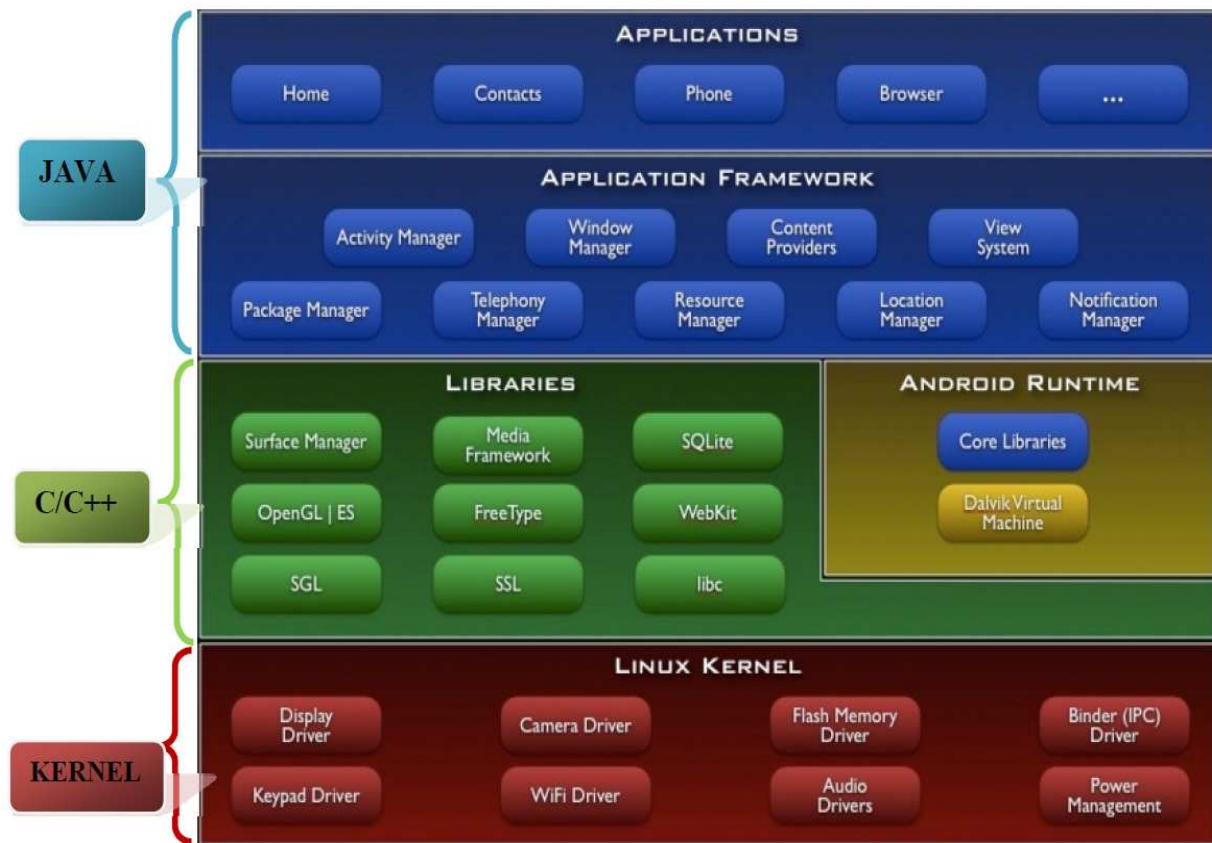 APPLICATIONS
Home
Contacts
Phone
Browser
...
JAVA
APPLICATION FRAMEWORK
Activity Manager
Window
Manager
Content
Providers
View
System
Package Manager
Telephony
Manager
Resource
Manager
Location
Manager
Notification
Manager
C/C++
LIBRARIES
Surface Manager
Media
Framework
SQLite
OpenGL | ES
FreeType
WebKit
SGL
SSL
libc
ANDROID RUNTIME
Core Libraries
Dalvik Virtual
Machine
KERNEL
LINUX KERNEL
Display
Driver
Camera Driver
Flash Memory
Driver
Binder (IPC)
Driver
Keypad Driver
WiFi Driver
Audio
Drivers
Power
Management